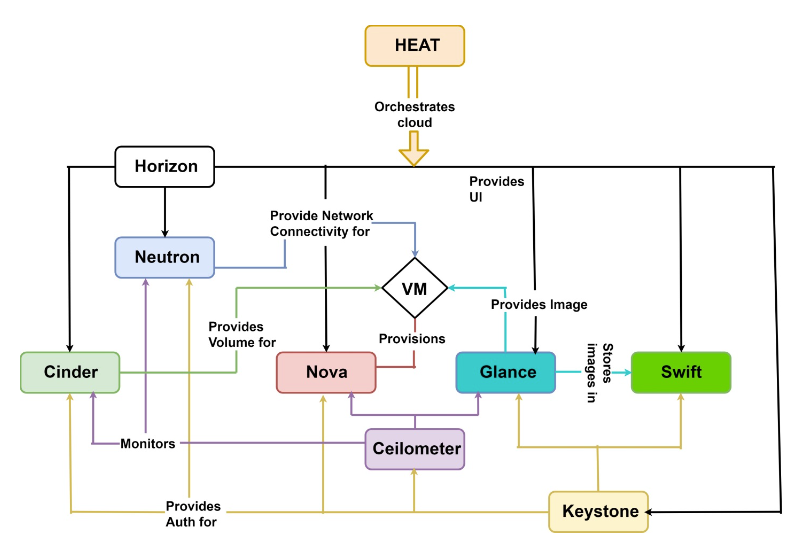 HEAT
Orchestrates
cloud
Horizon
Provides
UI
Provide Network
Connectivity for
Neutron
VM
Provides Image
Provides
Volume for
Provisions
Stores
images in
Cinder
Nova
Glance
Swift
Monitors
Ceilometer
Provides
Auth for
Keystone